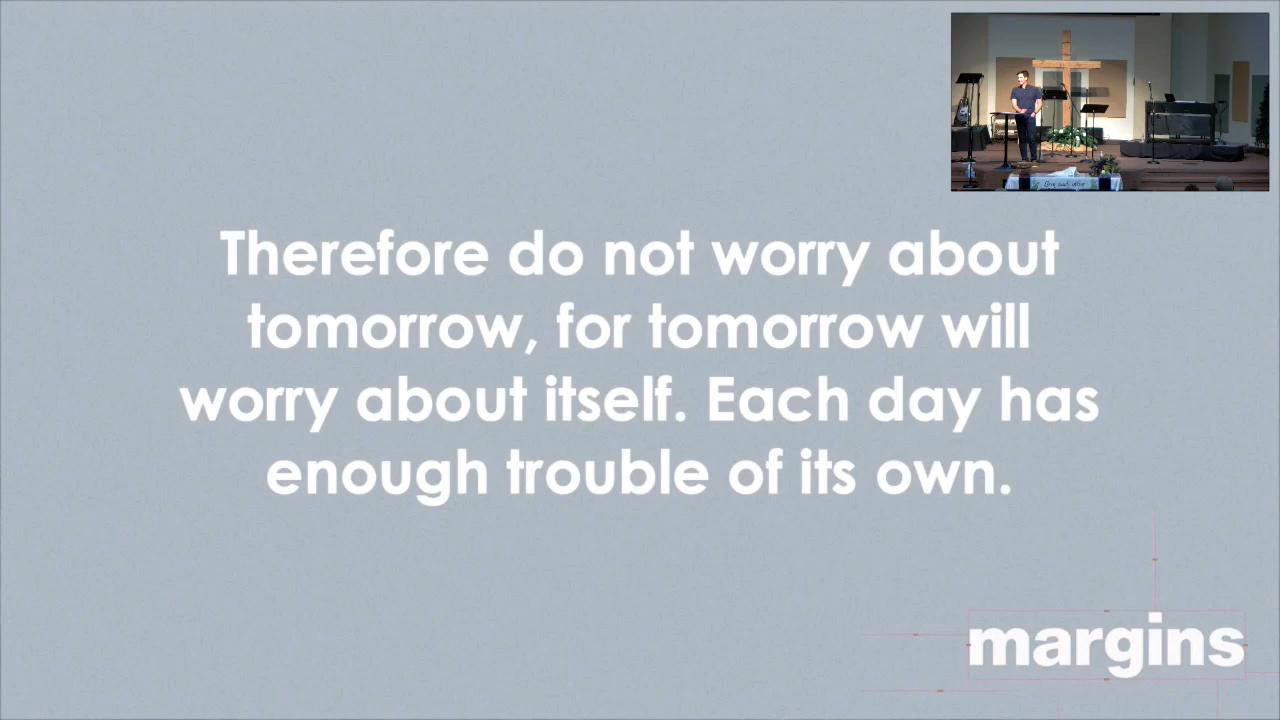 Therefore do not worry about
tomorrow, for tomorrow will
worry about itself. Each day has
enough trouble of its own.
margins